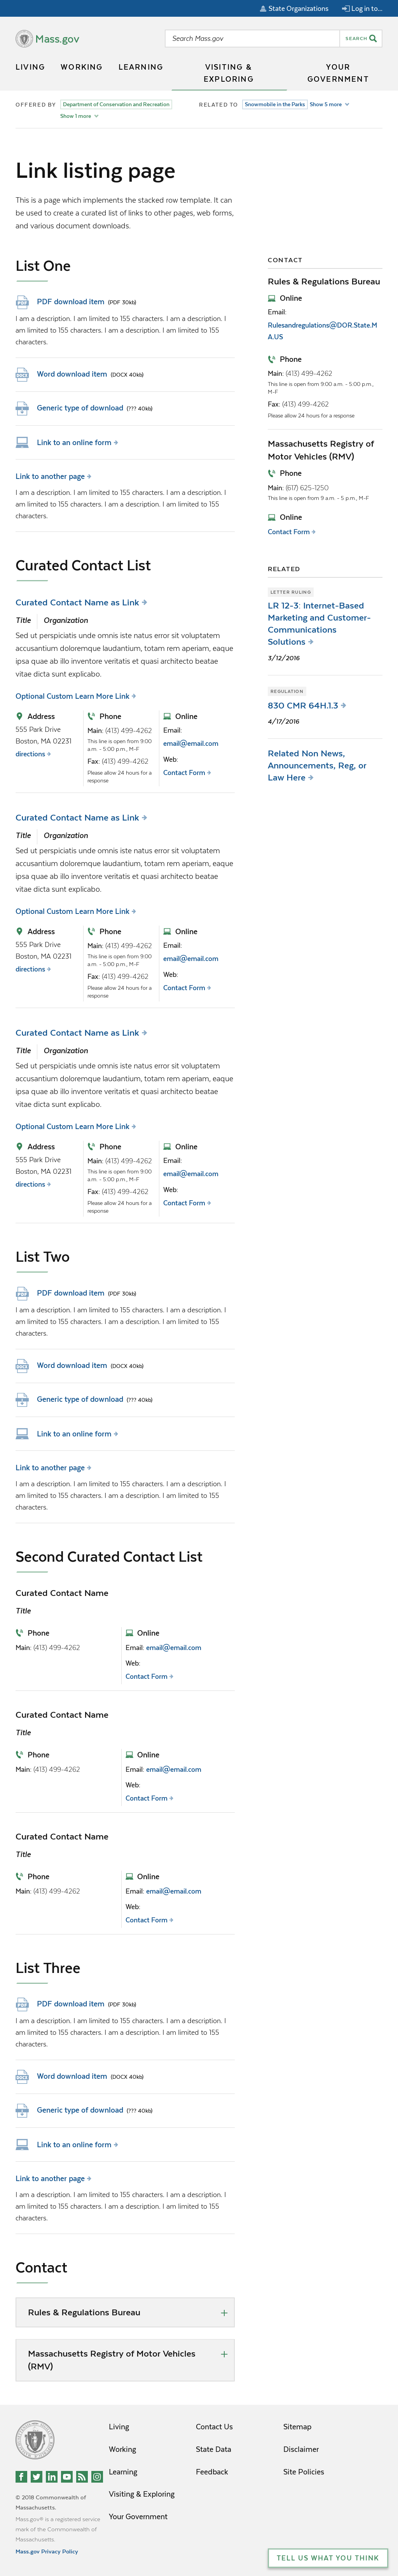 State Organizations
Log in to...
Mass.gov
Search Mass.gov
SEARCH
LIVING
WORKING
LEARNING
VISITING &
EXPLORING
YOUR
GOVERNMENT
OFFERED BY
Department of Conservation and Recreation
Show 1 more
RELATED TO
Snowmobile in the Parks
Show 5 more
Link listing page
This is a page which implements the stacked row template. It can
be used to create a curated list of links to other pages, web forms,
and various document downloads.
List One
PDF download item (PDF 30kb)
I am a description. I am limited to 155 characters. I am a description. I
am limited to 155 characters. I am a description. I am limited to 155
characters.
Word download item (DOCX 40kb)
Generic type of download (??? 40kb)
Link to an online form
Link to another page
I am a description. I am limited to 155 characters. I am a description. I
am limited to 155 characters. I am a description. I am limited to 155
characters.
Curated Contact List
Curated Contact Name as Link
Title
Organization
Sed ut perspiciatis unde omnis iste natus error sit voluptatem
accusantium doloremque laudantium, totam rem aperiam, eaque
ipsa quae ab illo inventore veritatis et quasi architecto beatae
vitae dicta sunt explicabo.
Optional Custom Learn More Link
Address
555 Park Drive
Boston, MA 02231
directions
Phone
Main: (413) 499-4262
This line is open from 9:00
a.m. – 5:00 p.m., M-F
Fax: (413) 499-4262
Please allow 24 hours for a
response
Online
Email:
email@email.com
Web:
Contact Form
Curated Contact Name as Link
Title
Organization
Sed ut perspiciatis unde omnis iste natus error sit voluptatem
accusantium doloremque laudantium, totam rem aperiam, eaque
ipsa quae ab illo inventore veritatis et quasi architecto beatae
vitae dicta sunt explicabo.
Optional Custom Learn More Link
Address
555 Park Drive
Boston, MA 02231
directions
Phone
Main: (413) 499-4262
This line is open from 9:00
a.m. – 5:00 p.m., M-F
Fax: (413) 499-4262
Please allow 24 hours for a
response
Online
Email:
email@email.com
Web:
Contact Form
Curated Contact Name as Link
Title
Organization
Sed ut perspiciatis unde omnis iste natus error sit voluptatem
accusantium doloremque laudantium, totam rem aperiam, eaque
ipsa quae ab illo inventore veritatis et quasi architecto beatae
vitae dicta sunt explicabo.
Optional Custom Learn More Link
Address
555 Park Drive
Boston, MA 02231
directions
Phone
Main: (413) 499-4262
This line is open from 9:00
a.m. – 5:00 p.m., M-F
Fax: (413) 499-4262
Please allow 24 hours for a
response
Online
Email:
email@email.com
Web:
Contact Form
List Two
PDF download item (PDF 30kb)
I am a description. I am limited to 155 characters. I am a description. I
am limited to 155 characters. I am a description. I am limited to 155
characters.
Word download item (DOCX 40kb)
Generic type of download (??? 40kb)
Link to an online form
Link to another page
I am a description. I am limited to 155 characters. I am a description. I
am limited to 155 characters. I am a description. I am limited to 155
characters.
Second Curated Contact List
Curated Contact Name
Title
Phone
Main: (413) 499-4262
Online
Email: email@email.com
Web:
Contact Form
Curated Contact Name
Title
Phone
Main: (413) 499-4262
Online
Email: email@email.com
Web:
Contact Form
Curated Contact Name
Title
Phone
Main: (413) 499-4262
Online
Email: email@email.com
Web:
Contact Form
List Three
PDF download item (PDF 30kb)
I am a description. I am limited to 155 characters. I am a description. I
am limited to 155 characters. I am a description. I am limited to 155
characters.
Word download item (DOCX 40kb)
Generic type of download (??? 40kb)
Link to an online form
Link to another page
I am a description. I am limited to 155 characters. I am a description. I
am limited to 155 characters. I am a description. I am limited to 155
characters.
Contact
Rules & Regulations Bureau
Massachusetts Registry of Motor Vehicles
(RMV)
CONTACT
Rules & Regulations Bureau
Online
Email:
Rulesandregulations@DOR.State.M
A.US
Phone
Main: (413) 499-4262
This line is open from 9:00 a.m. – 5:00 p.m.,
M-F
Fax: (413) 499-4262
Please allow 24 hours for a response
Massachusetts Registry of
Motor Vehicles (RMV)
Phone
Main: (617) 625-1250
This line is open from 9 a.m. – 5 p.m., M-F
Online
Contact Form
RELATED
LETTER RULING
LR 12-3: Internet-Based
Marketing and Customer-
Communications
Solutions
3/12/2016
REGULATION
830 CMR 64H.1.3
4/17/2016
Related Non News,
Announcements, Reg, or
Law Here
© 2018 Commonwealth of
Massachusetts.
Mass.gov® is a registered service
mark of the Commonwealth of
Massachusetts.
Mass.gov Privacy Policy
Living
Working
Learning
Visiting & Exploring
Your Government
Contact Us
State Data
Feedback
Sitemap
Disclaimer
Site Policies
TELL US WHAT YOU THINK